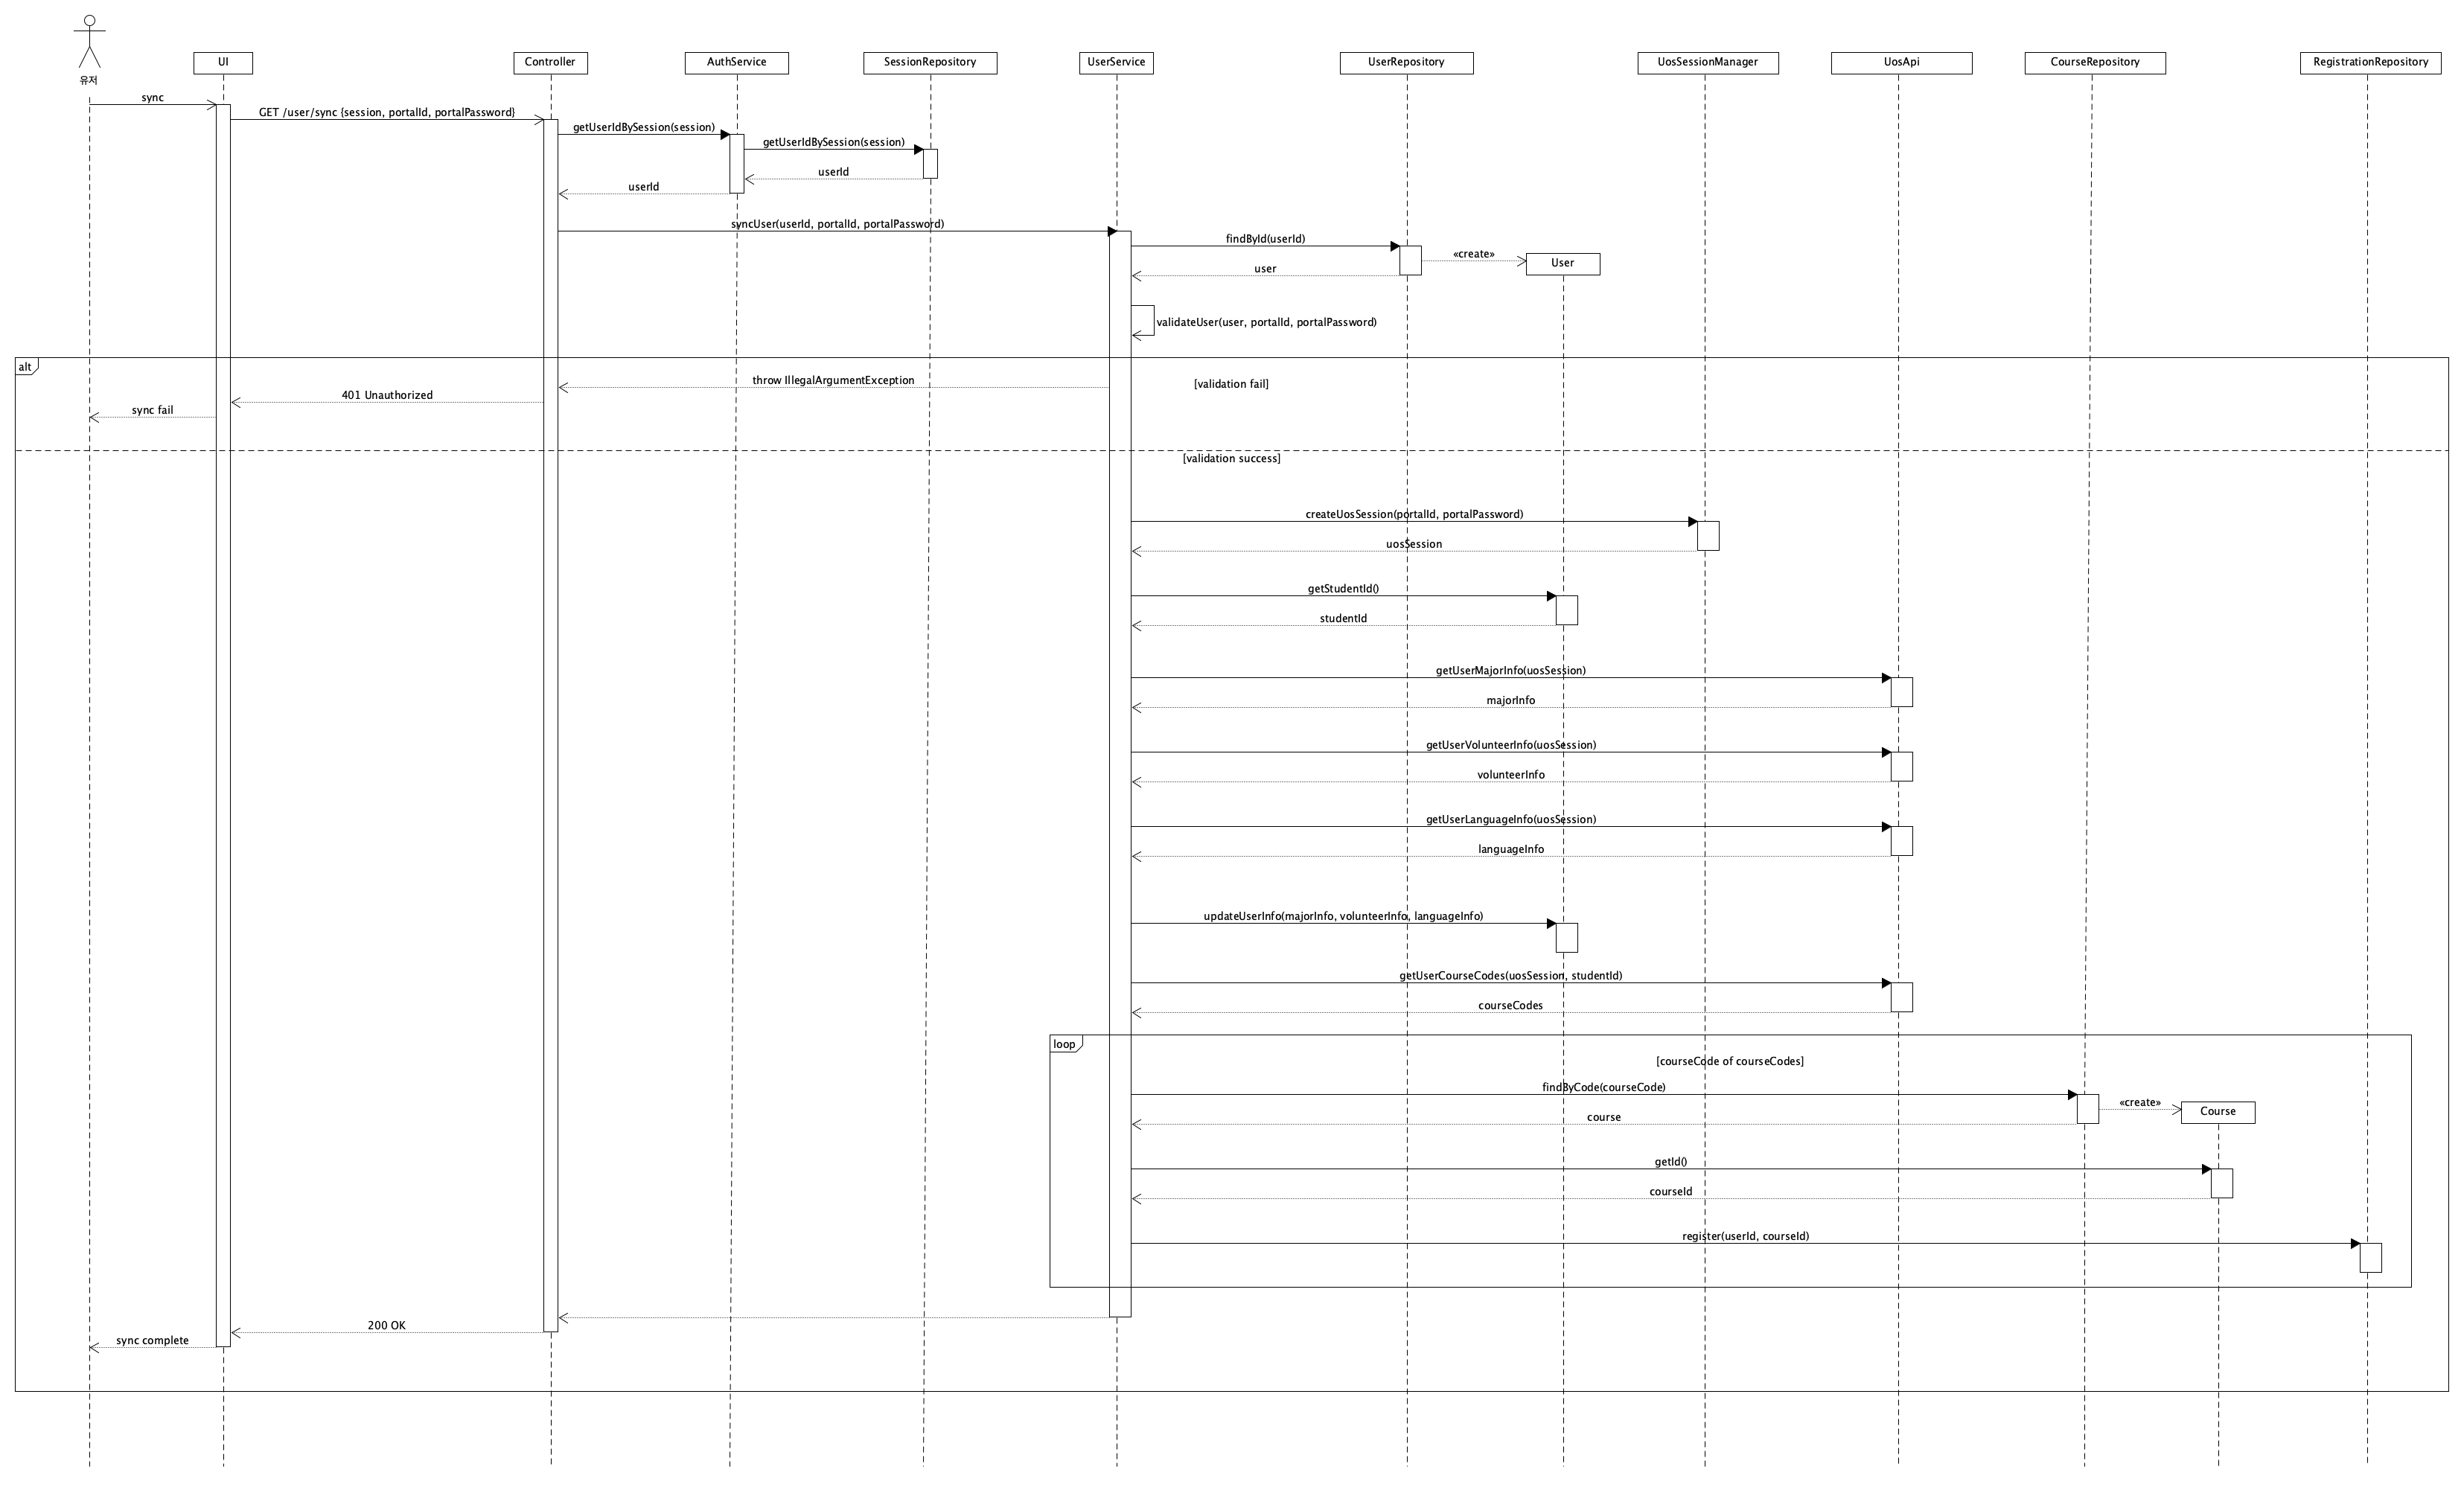 유저
UI
Controller
AuthService
SessionRepository
UserService
UserRepository
UosSessionManager
UosApi
CourseRepository
RegistrationRepository
sync
GET /user/sync {session, portalId, portalPassword}
getUserIdBySession(session)
getUserIdBySession(session)
userId
userId
syncUser(userId, portalId, portalPassword)
findById(userId)
«create»
User
user
validateUser(user, portalId, portalPassword)
alt
throw IllegalArgumentException
[validation fail]
401 Unauthorized
sync fail
[validation success]
createUosSession(portalId, portalPassword)
uosSession
getStudentId()
studentId
getUserMajorInfo(uosSession)
majorInfo
getUserVolunteerInfo(uosSession)
volunteerInfo
getUserLanguageInfo(uosSession)
languageInfo
updateUserInfo(majorInfo, volunteerInfo, languageInfo)
getUserCourseCodes(uosSession, studentId)
courseCodes
loop
[courseCode of courseCodes]
findByCode(courseCode)
«create»
Course
course
getId()
courseId
register(userId, courseId)
200 OK
sync complete